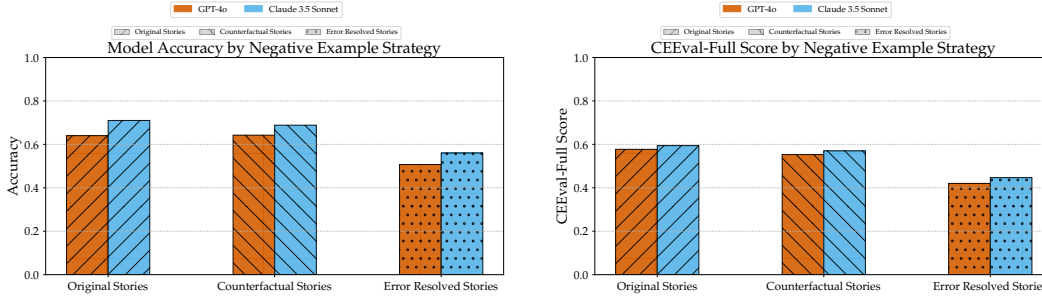 GPT-4o Claude 3.5 Sonnet
Original Stories Counterfactual Stories Error Resolved Stories
Model Accuracy by Negative Example Strategy
Accuracy
1.0
0.8
0.6
0.4
0.2
0.0
Original Stories Counterfactual Stories Error Resolved Stories
GPT-4o Claude 3.5 Sonnet
Original Stories Counterfactual Stories Error Resolved Stories
CEEval-Full Score by Negative Example Strategy
CEEval-Full Score
1.0
0.8
0.6
0.4
0.2
0.0
Original Stories Counterfactual Stories Error Resolved Stories